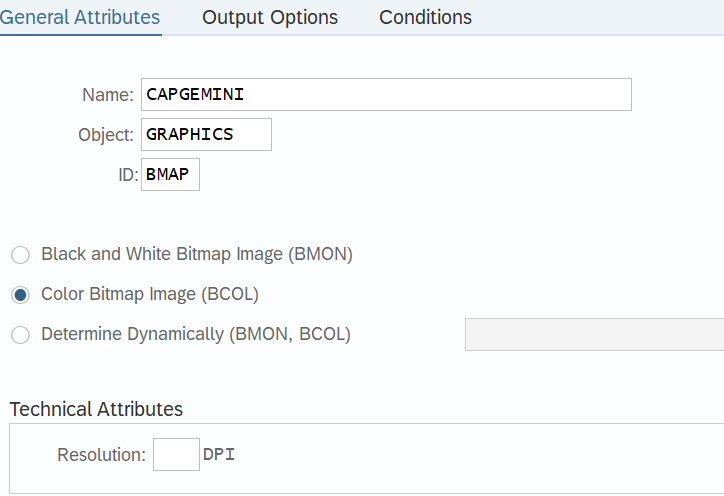 General Attributes Output Options Conditions
Name: CAPGEMINI
Object: GRAPHICS
ID: BMAP
Black and White Bitmap Image (BMON)
Color Bitmap Image (BCOL)
Determine Dynamically (BMON, BCOL)
Technical Attributes
Resolution: DPI